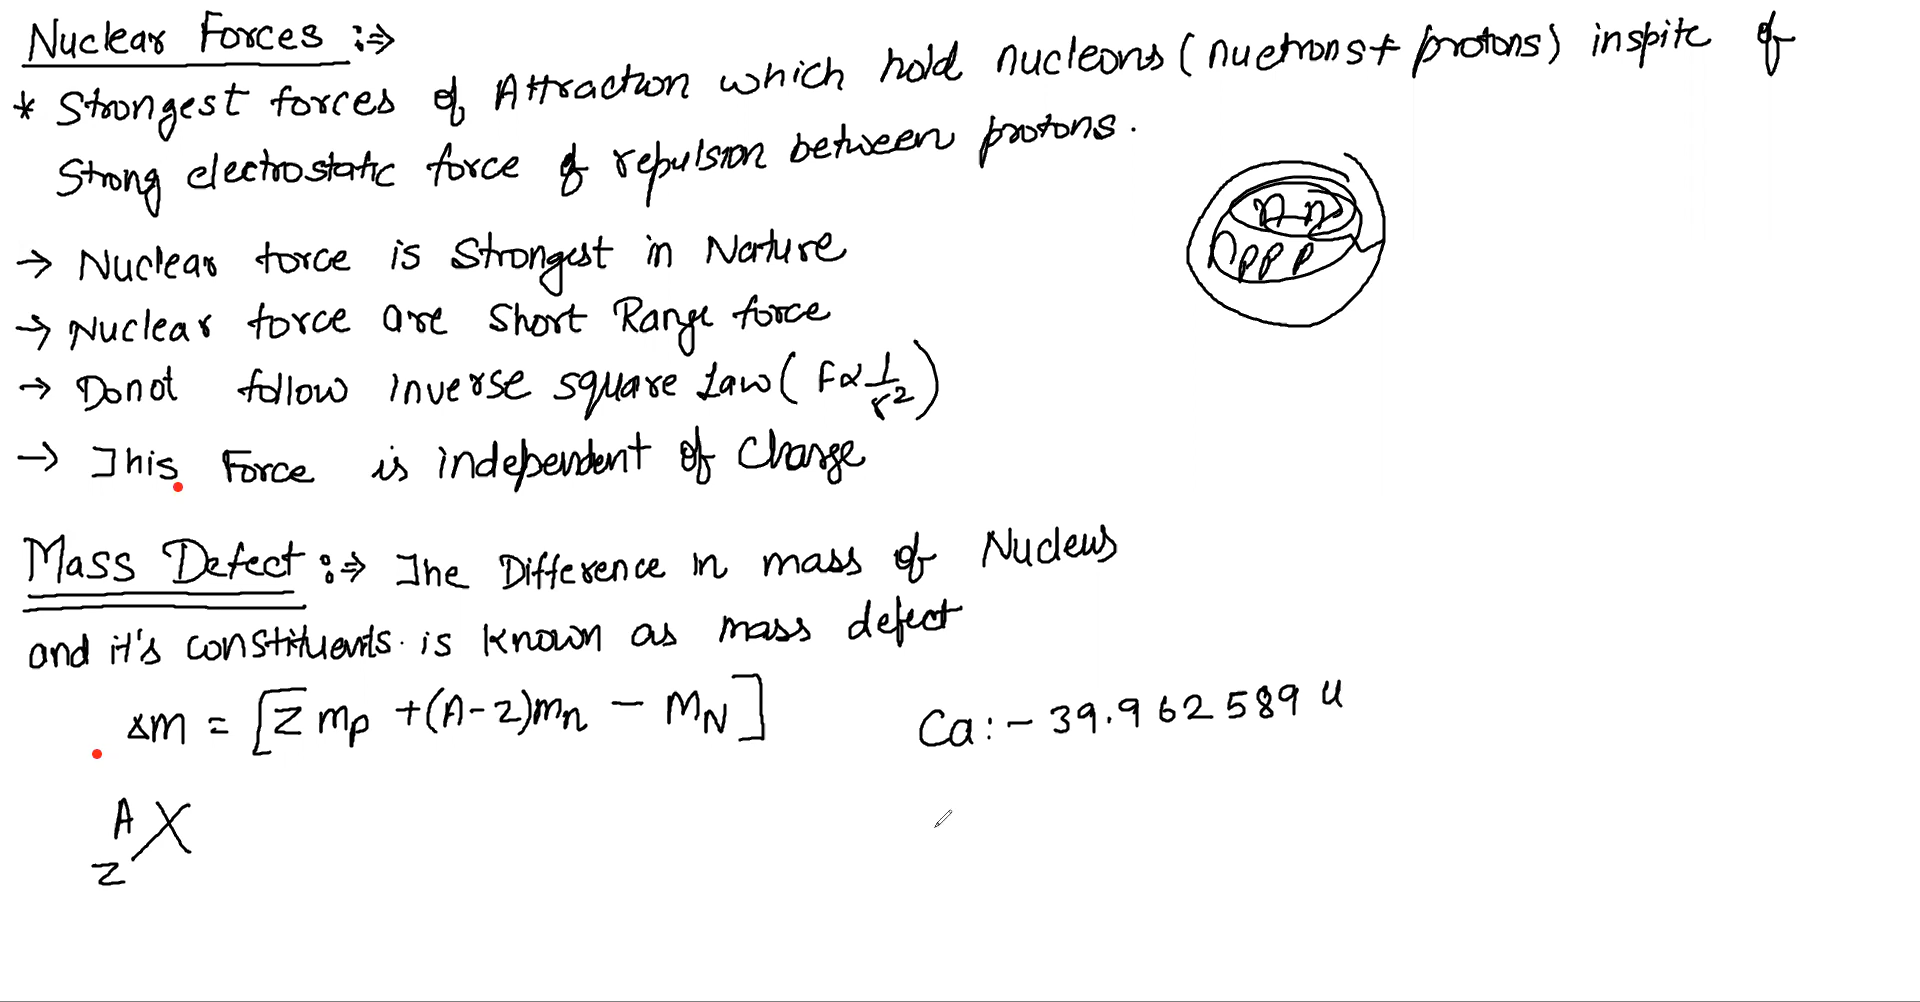 Nuclear Forces :⇒
* Strongest forces of Attraction which hold nucleons (nuetrons + protons) inspite of
Strong electrostatic force of repulsion between protons.
n n
n p p p
→ Nuclear force is Strongest in Nature
→ Nuclear force are Short Range force
→ Donot follow inverse square Law (F∝1/r²)
→ This Force is independent of Charge
Mass Defect :⇒ The Difference in mass of Nucleus
and it's constituents is known as mass defect
Δm = [Z mp + (A-z)mn - MN]
Ca:- 39.962589 u
A
Z X